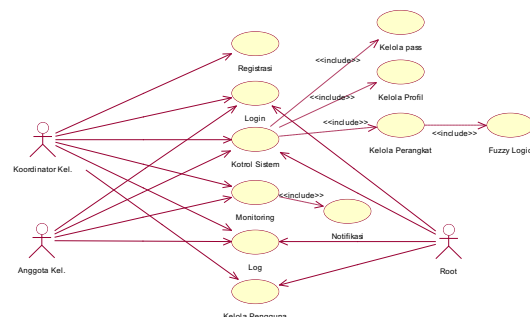 Kelola pass
<<include>>
Registrasi
<<include>>
Kelola Profil
Login
Kotrol Sistem
<<include>>
Kelola Perangkat
<<include>>
Fuzzy Logic
Koordinator Kel.
Monitoring
<<include>>
Notifikasi
Anggota Kel.
Log
Root
Kelola Pengguna